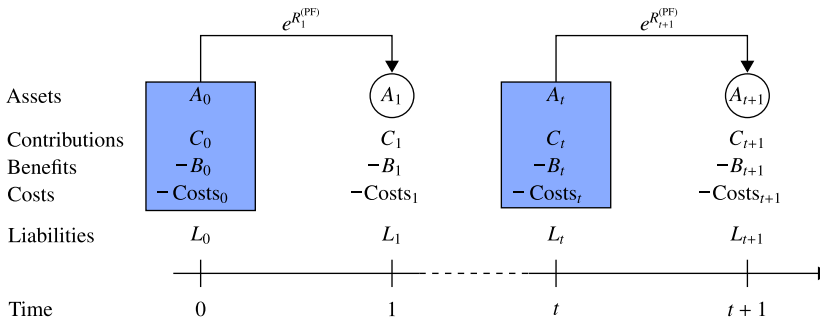 e^{R_1^{(PF)}} e^{R_{t+1}^{(PF)}}
Assets A_0 A_1 A_t A_{t+1}
Contributions C_0 C_1 C_t C_{t+1}
Benefits −B_0 −B_1 −B_t −B_{t+1}
Costs −Costs_0 −Costs_1 −Costs_t −Costs_{t+1}
Liabilities L_0 L_1 L_t L_{t+1}
Time 0 1 t t + 1